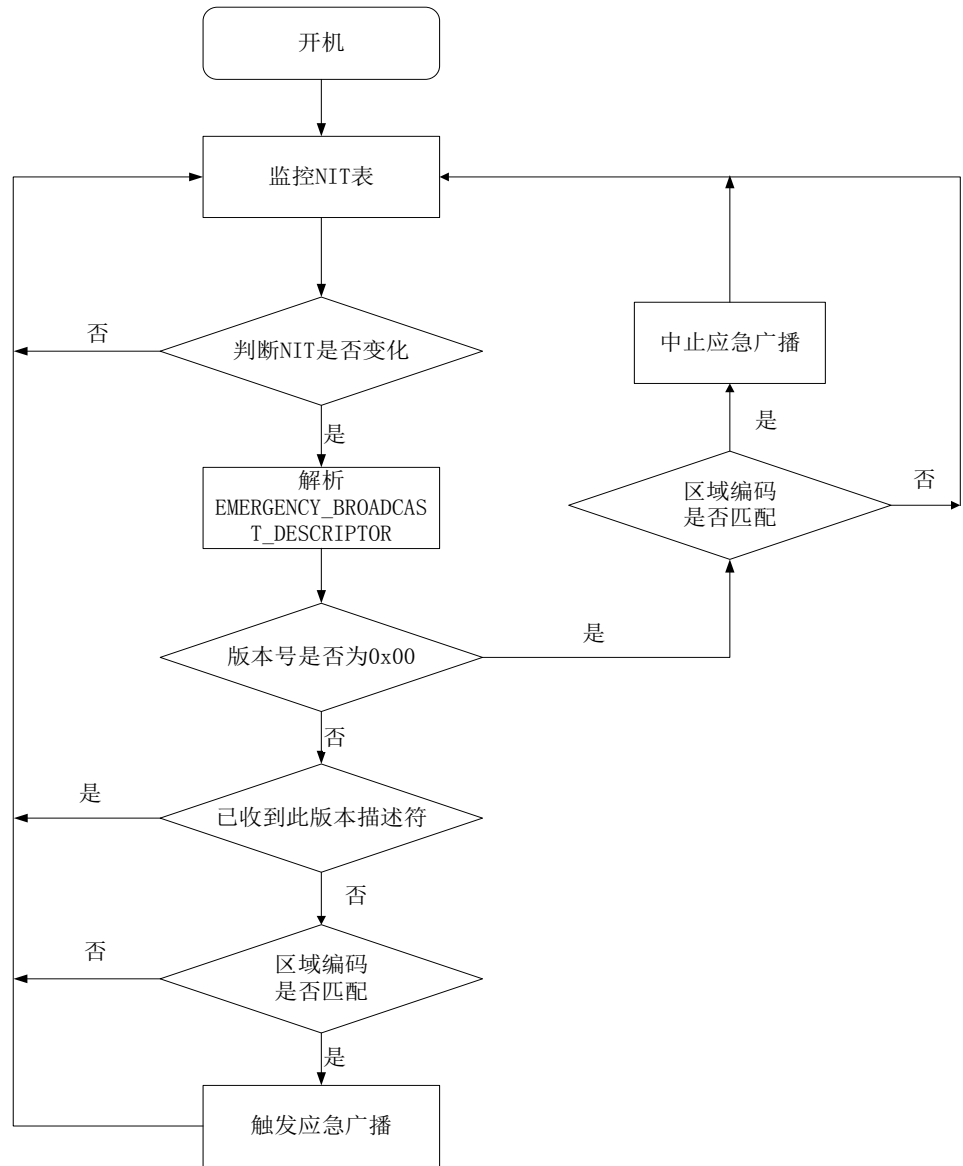 开机
监控NIT表
否
判断NIT是否变化
中止应急广播
是
是
解析
EMERGENCY_BROADCAS
T_DESCRIPTOR
区域编码
是否匹配
否
版本号是否为0x00
是
否
是
已收到此版本描述符
否
否
区域编码
是否匹配
是
触发应急广播